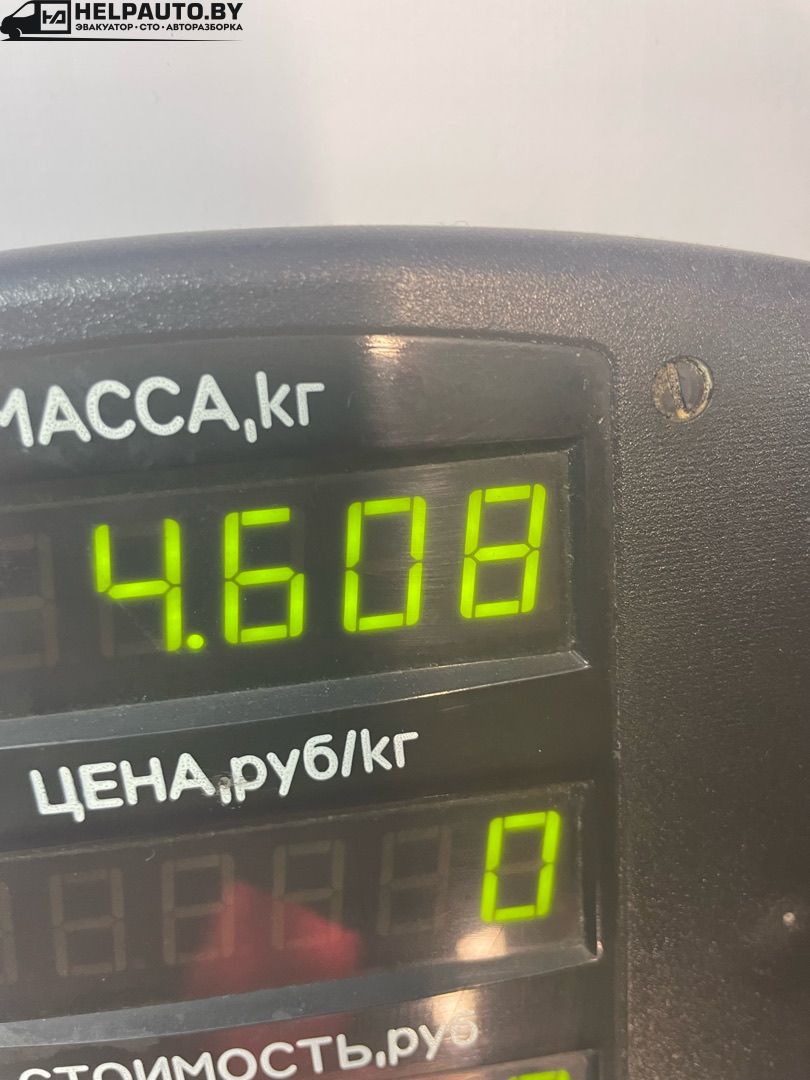 HELPAUTO.BY
ЭВАКУАТОР·СТО·АВТОРАЗБОРКА
МАССА,кг
4.608
ЦЕНА,руб/кг
0
СТОИМОСТЬ,руб